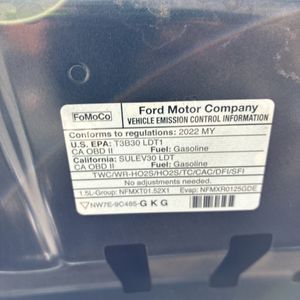 FoMoCo
Ford Motor Company
VEHICLE EMISSION CONTROL INFORMATION
Conforms to regulations: 2022 MY
U.S. EPA: T3B30 LDT1
CA OBD II Fuel: Gasoline
California: SULEV30 LDT
CA OBD II Fuel: Gasoline
TWC/WR-HO2S/HO2S/TC/CAC/DFI/SFI
No adjustments needed.
1.5L-Group: NFMXT01.52X1 Evap: NFMXR0125GDE
NW7E-9C485-G K G